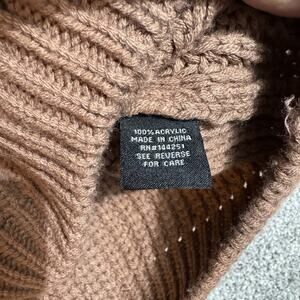 100% ACRYLIC
MADE IN CHINA
RN#144251
SEE REVERSE
FOR CARE